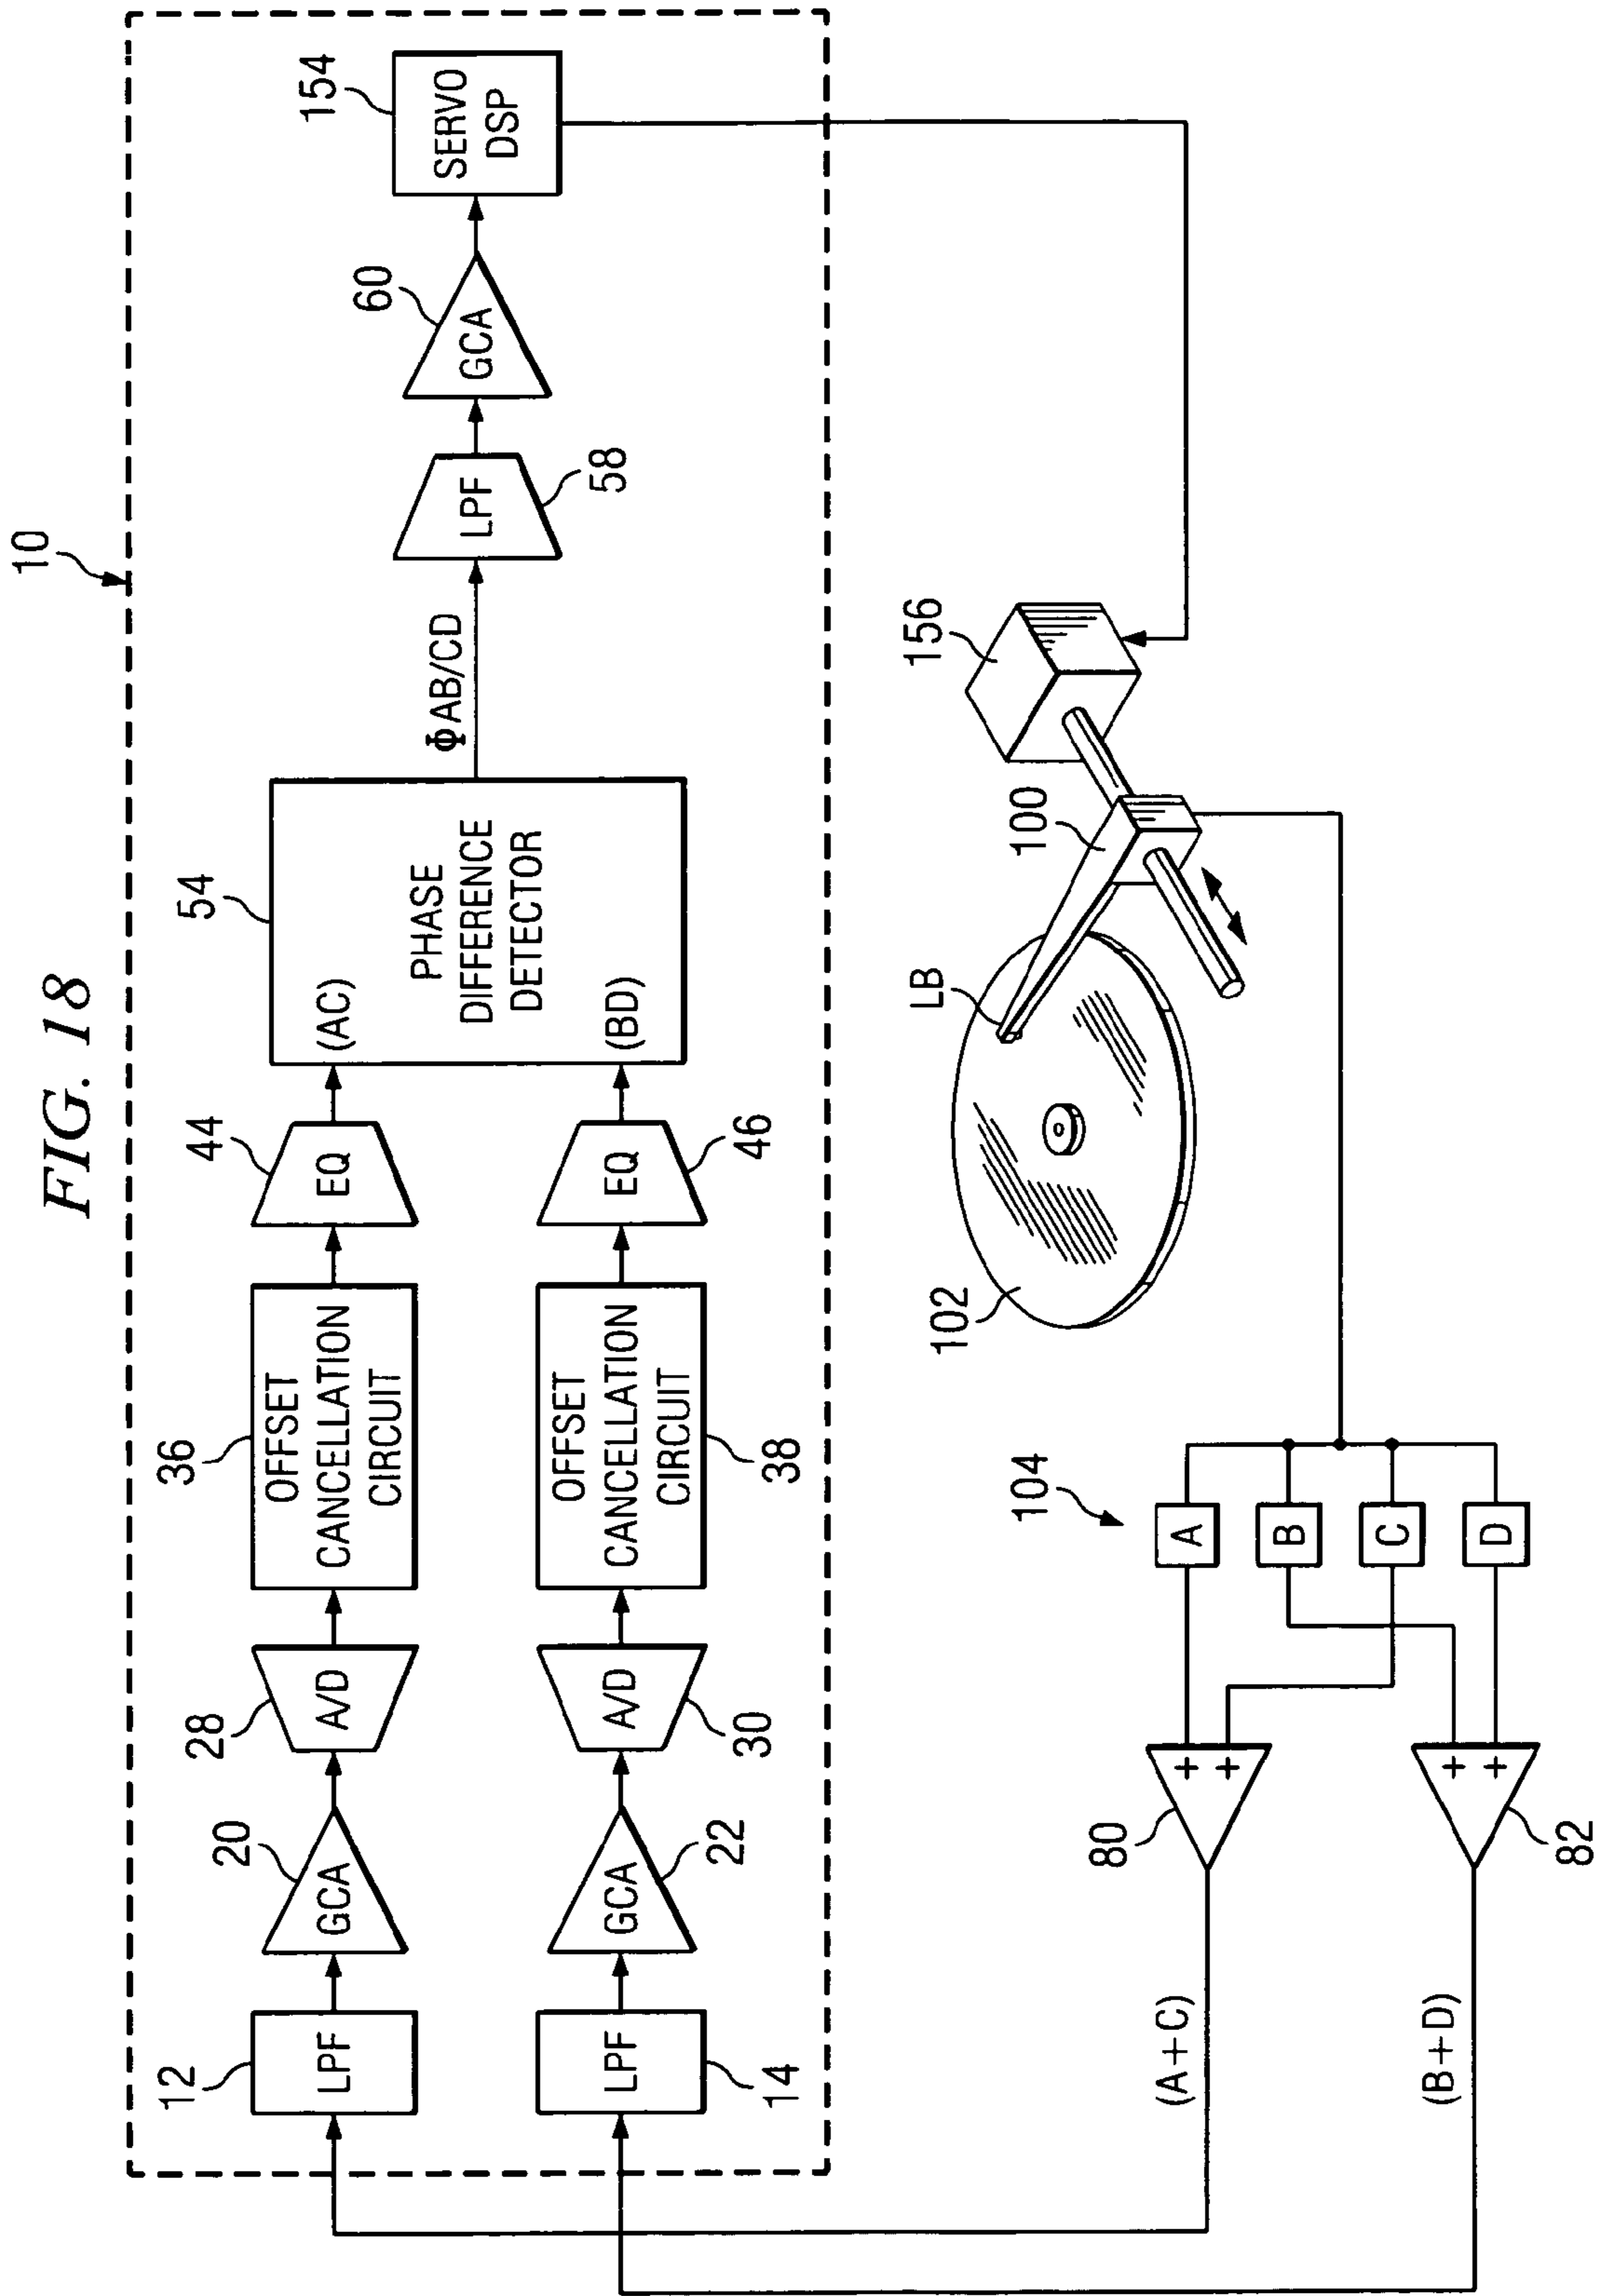 FIG. 18
10
12
LPF
20
GCA
28
A/D
36
OFFSET
CANCELLATION
CIRCUIT
44
EQ
54
(AC)
PHASE
DIFFERENCE
DETECTOR
(BD)
ΦAB/CD
LPF
58
60
GCA
154
SERVO
DSP
LPF
14
GCA
22
A/D
30
OFFSET
CANCELLATION
CIRCUIT
38
EQ
46
102
LB
100
156
104
A
B
C
D
+
+
80
+
+
82
(A+C)
(B+D)